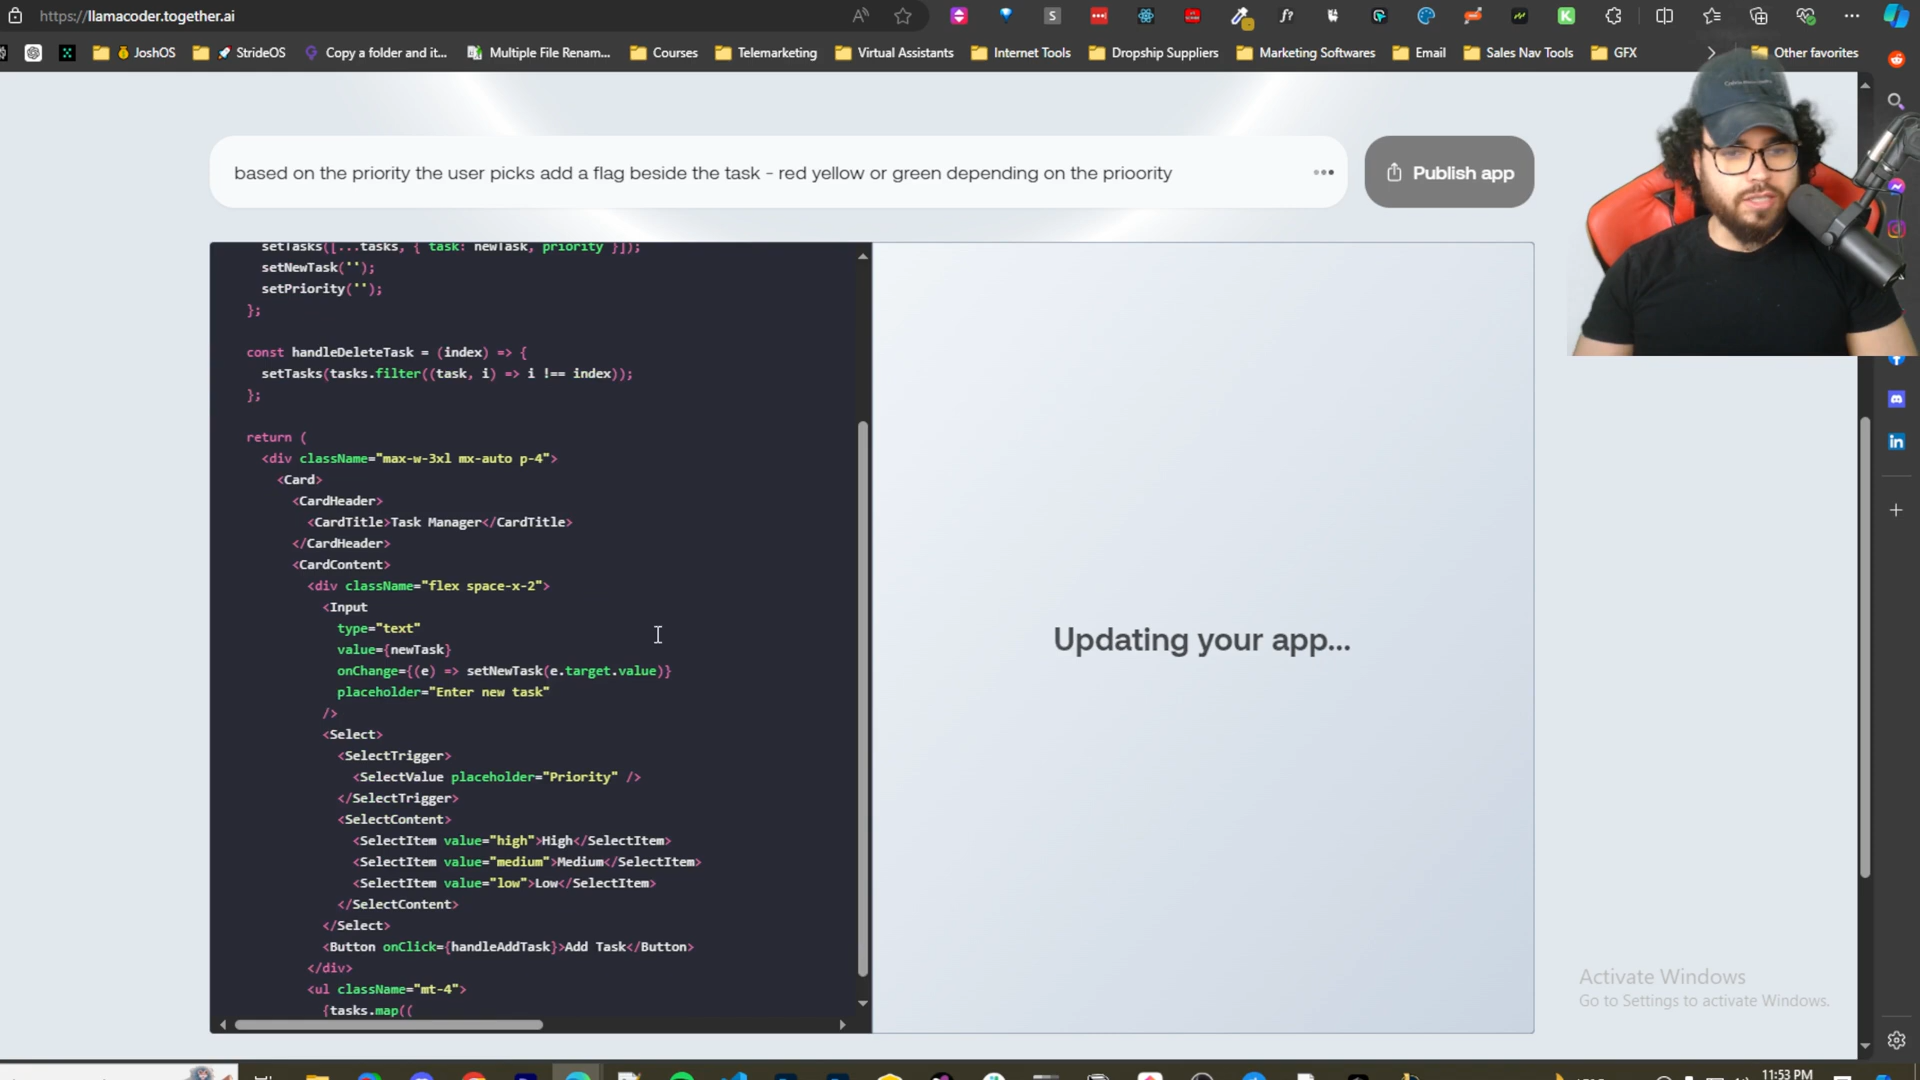 https://llamacoder.together.ai
JoshOS
StrideOS
Copy a folder and it...
Multiple File Renam...
Courses
Telemarketing
Virtual Assistants
Internet Tools
Dropship Suppliers
Marketing Softwares
Email
Sales Nav Tools
GFX
Other favorites
based on the priority the user picks add a flag beside the task - red yellow or green depending on the prioority
Publish app
setTasks([...tasks, { task: newTask, priority }]);
setNewTask('');
setPriority('');
};
const handleDeleteTask = (index) => {
setTasks(tasks.filter((task, i) => i !== index));
};
return (
<div className="max-w-3xl mx-auto p-4">
<Card>
<CardHeader>
<CardTitle>Task Manager</CardTitle>
</CardHeader>
<CardContent>
<div className="flex space-x-2">
<Input
type="text"
value={newTask}
onChange={(e) => setNewTask(e.target.value)}
placeholder="Enter new task"
/>
<Select>
<SelectTrigger>
<SelectValue placeholder="Priority" />
</SelectTrigger>
<SelectContent>
<SelectItem value="high">High</SelectItem>
<SelectItem value="medium">Medium</SelectItem>
<SelectItem value="low">Low</SelectItem>
</SelectContent>
</Select>
<Button onClick={handleAddTask}>Add Task</Button>
</div>
<ul className="mt-4">
{tasks.map((
Updating your app...
Activate Windows
Go to Settings to activate Windows.
11:53 PM